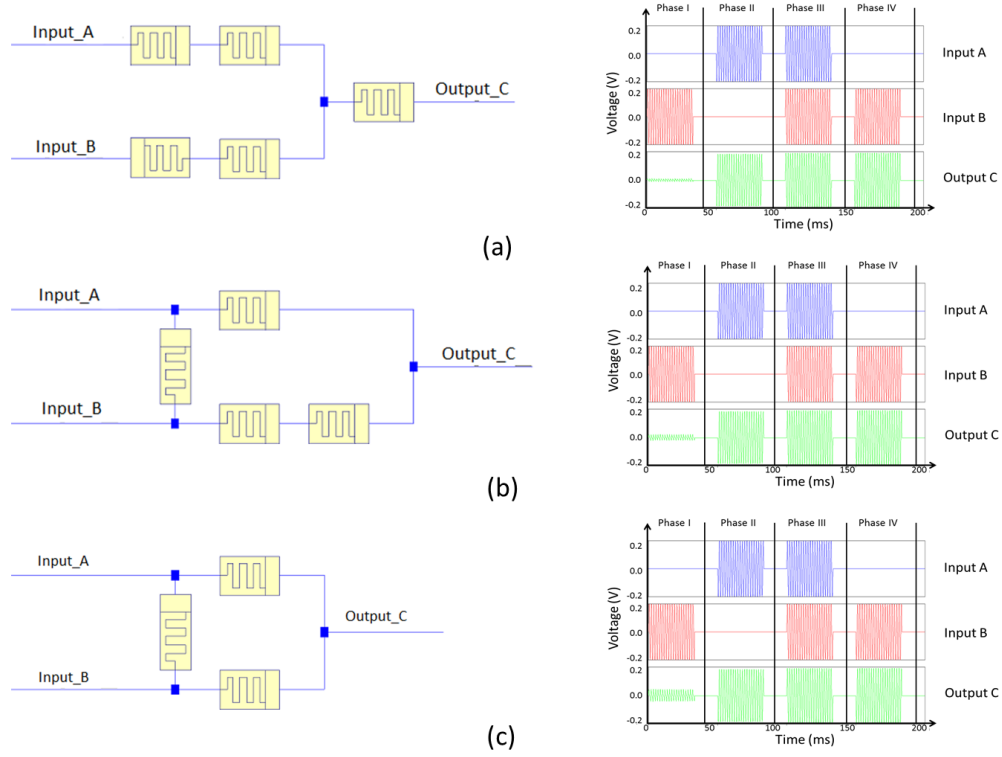 Input_A
Output_C
Input_B
Phase I Phase II Phase III Phase IV
Voltage (V)
0.2
0.0
-0.2
Input A
0.2
0.0
-0.2
Input B
0.2
0.0
-0.2
Output C
0 50 100 150 200
Time (ms)
(a)
Input_A
Output_C
Input_B
Phase I Phase II Phase III Phase IV
Voltage (V)
0.2
0.0
-0.2
Input A
0.2
0.0
-0.2
Input B
0.2
0.0
-0.2
Output C
0 50 100 150 200
Time (ms)
(b)
Input_A
Output_C
Input_B
Phase I Phase II Phase III Phase IV
Voltage (V)
0.2
0.0
-0.2
Input A
0.2
0.0
-0.2
Input B
0.2
0.0
-0.2
Output C
0 50 100 150 200
Time (ms)
(c)